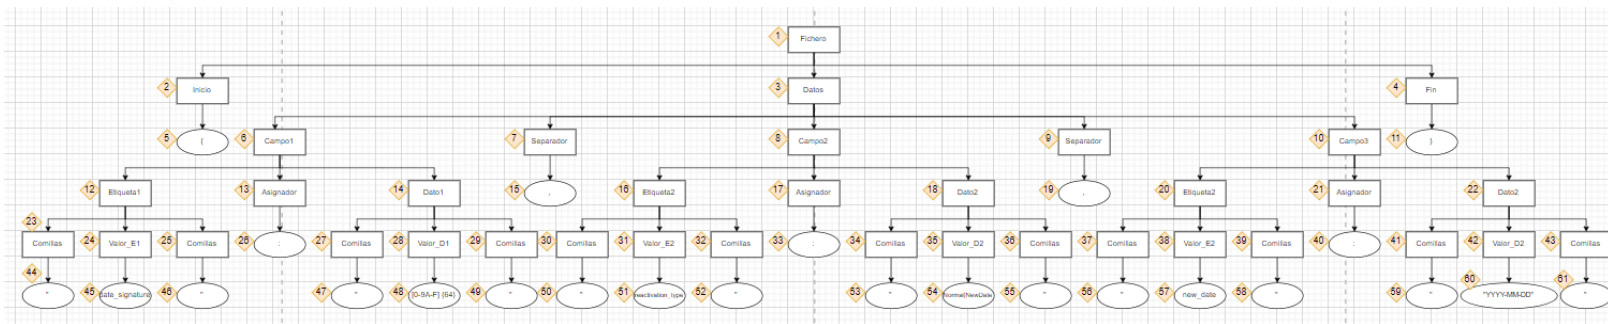 1 Fichero
2 Inicio 3 Datos 4 Fin
5 { 6 Campo1 7 Separador 8 Campo2 9 Separador 10 Campo3 11 }
12 Etiqueta1 13 Asignador 14 Dato1 15 , 16 Etiqueta2 17 Asignador 18 Dato2 19 , 20 Etiqueta2 21 Asignador 22 Dato2
23 Comillas 24 Valor_E1 25 Comillas 26 : 27 Comillas 28 Valor_D1 29 Comillas 30 Comillas 31 Valor_E2 32 Comillas 33 : 34 Comillas 35 Valor_D2 36 Comillas 37 Comillas 38 Valor_E2 39 Comillas 40 : 41 Comillas 42 Valor_D2 43 Comillas
44 " 45 date_signature 46 " 47 " 48 [0-9A-F] {64} 49 " 50 " 51 reactivation_type 52 " 53 " 54 Normal|NewDate 55 " 56 " 57 new_date 58 " 59 " 60 "YYYY-MM-DD" 61 "